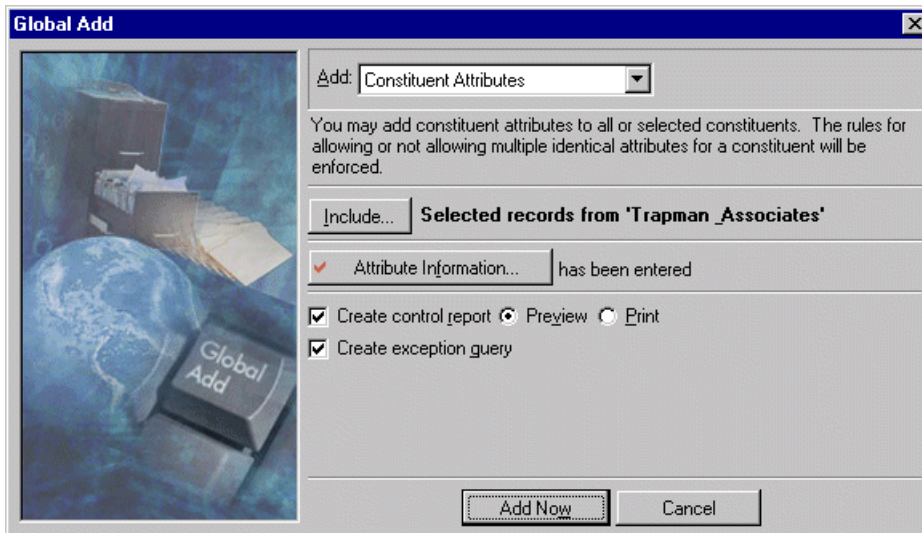 Global Add
Add: Constituent Attributes
You may add constituent attributes to all or selected constituents. The rules for
allowing or not allowing multiple identical attributes for a constituent will be
enforced.
Include... Selected records from 'Trapman _Associates'
Attribute Information... has been entered
Create control report Preview Print
Create exception query
Global
Add
Add Now Cancel